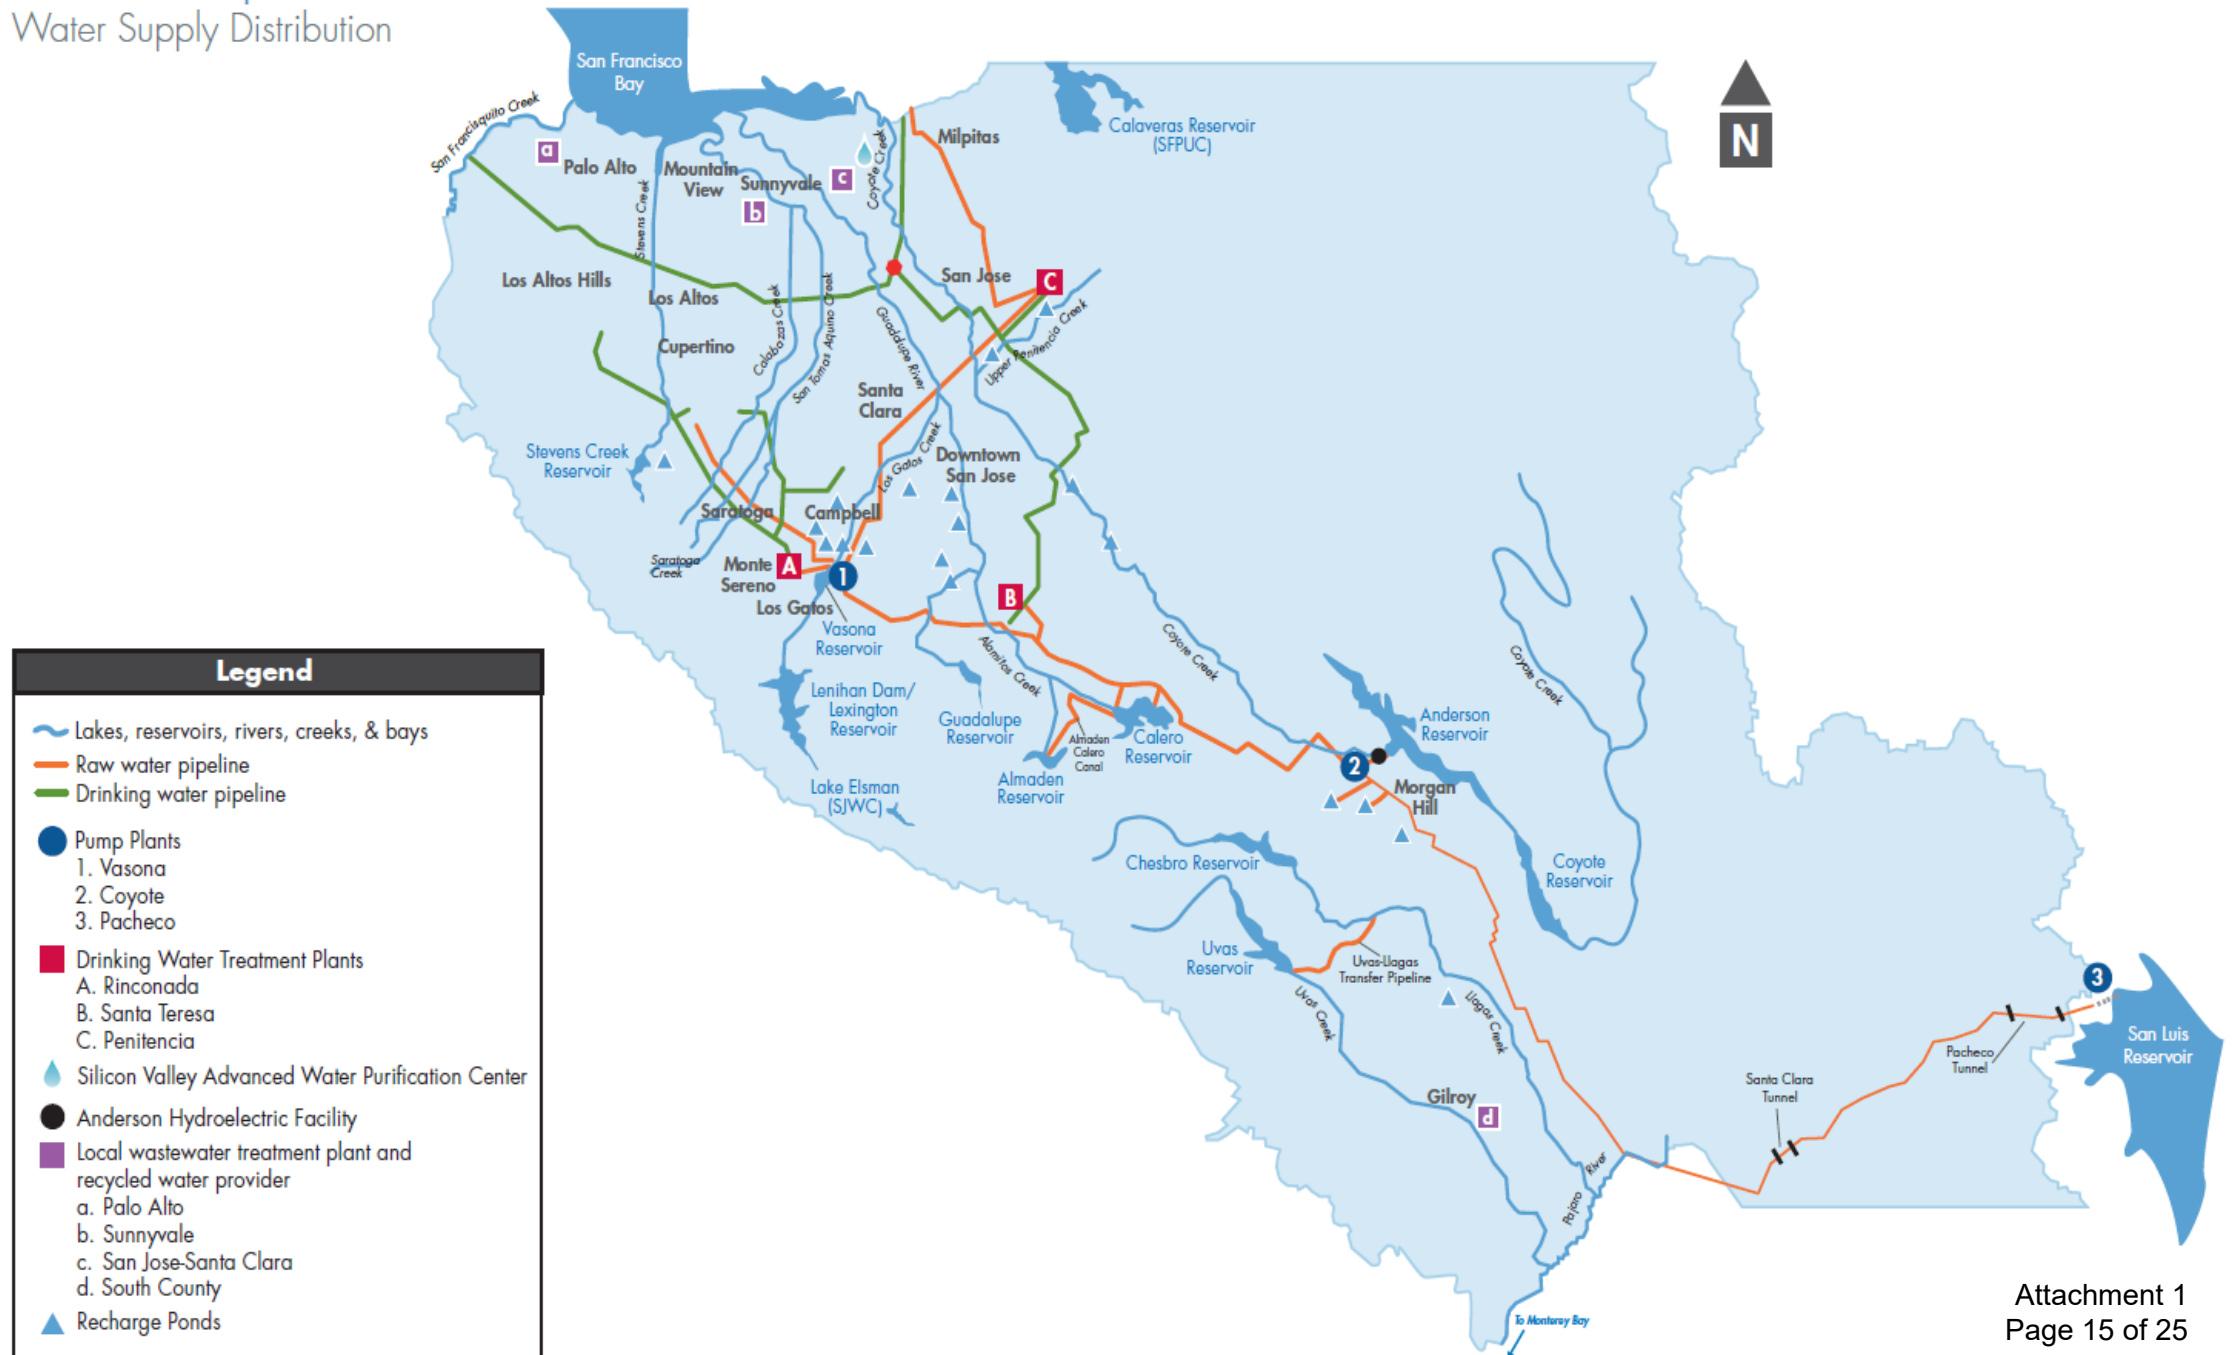 Water Supply Distribution
San Francisco
Bay
San Francisquito Creek
a
Palo Alto
Mountain
View
Sunnyvale
b
c
Coyote Creek
Milpitas
Calaveras Reservoir
(SFPUC)
N
Stevens Creek
Los Altos Hills
Los Altos
Cupertino
Calabazas Creek
San Tomas Aquino Creek
Guadalupe River
San Jose
C
Upper Penitencia Creek
Santa
Clara
Stevens Creek
Reservoir
Los Gatos Creek
Downtown
San Jose
Saratoga
Campbell
Saratoga
Creek
Monte
Sereno
A
1
Los Gatos
B
Vasona
Reservoir
Alamitos Creek
Coyote Creek
Coyote Creek
Lenihan Dam/
Lexington
Reservoir
Guadalupe
Reservoir
Almaden
Calero
Canal
Calero
Reservoir
Almaden
Reservoir
Lake Elsman
(SJWC)
Anderson
Reservoir
2
Morgan
Hill
Chesbro Reservoir
Coyote
Reservoir
Uvas
Reservoir
Uvas-Llagas
Transfer Pipeline
Uvas Creek
Llagas Creek
Gilroy
d
Pajaro
River
To Monterey Bay
Santa Clara
Tunnel
Pacheco
Tunnel
3
San Luis
Reservoir
Legend
Lakes, reservoirs, rivers, creeks, & bays
Raw water pipeline
Drinking water pipeline
Pump Plants
1. Vasona
2. Coyote
3. Pacheco
Drinking Water Treatment Plants
A. Rinconada
B. Santa Teresa
C. Penitencia
Silicon Valley Advanced Water Purification Center
Anderson Hydroelectric Facility
Local wastewater treatment plant and
recycled water provider
a. Palo Alto
b. Sunnyvale
c. San Jose-Santa Clara
d. South County
Recharge Ponds
Attachment 1
Page 15 of 25